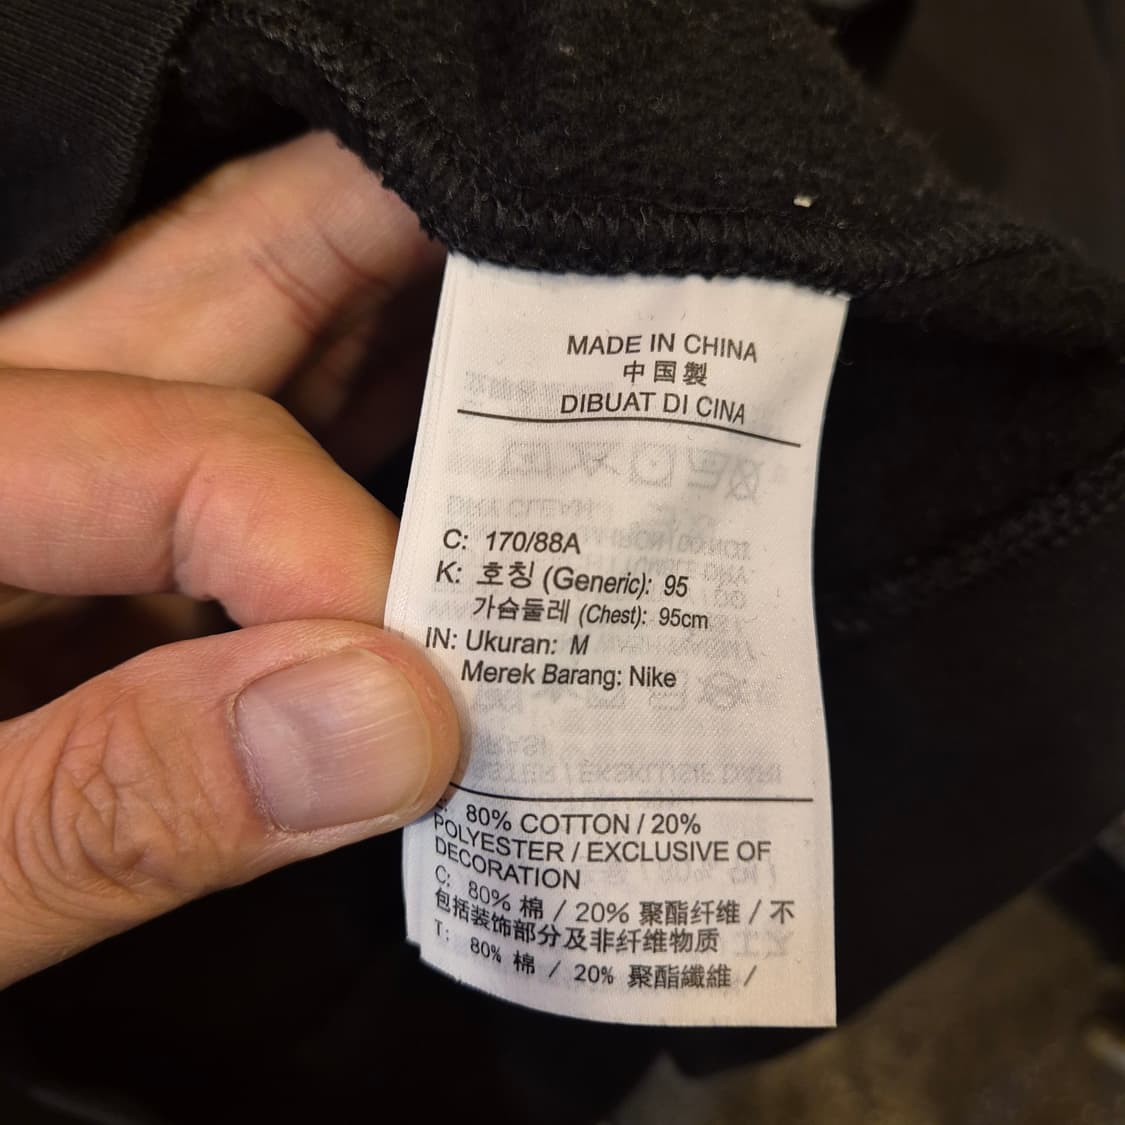 MADE IN CHINA
中国製
DIBUAT DI CINA
C: 170/88A
K: 호칭 (Generic): 95
가슴둘레 (Chest): 95cm
IN: Ukuran: M
Merek Barang: Nike
80% COTTON / 20%
POLYESTER / EXCLUSIVE OF
DECORATION
C: 80% 棉 / 20% 聚酯纤维 / 不
包括装饰部分及非纤维物质
T: 80% 棉 / 20% 聚酯纖維 /